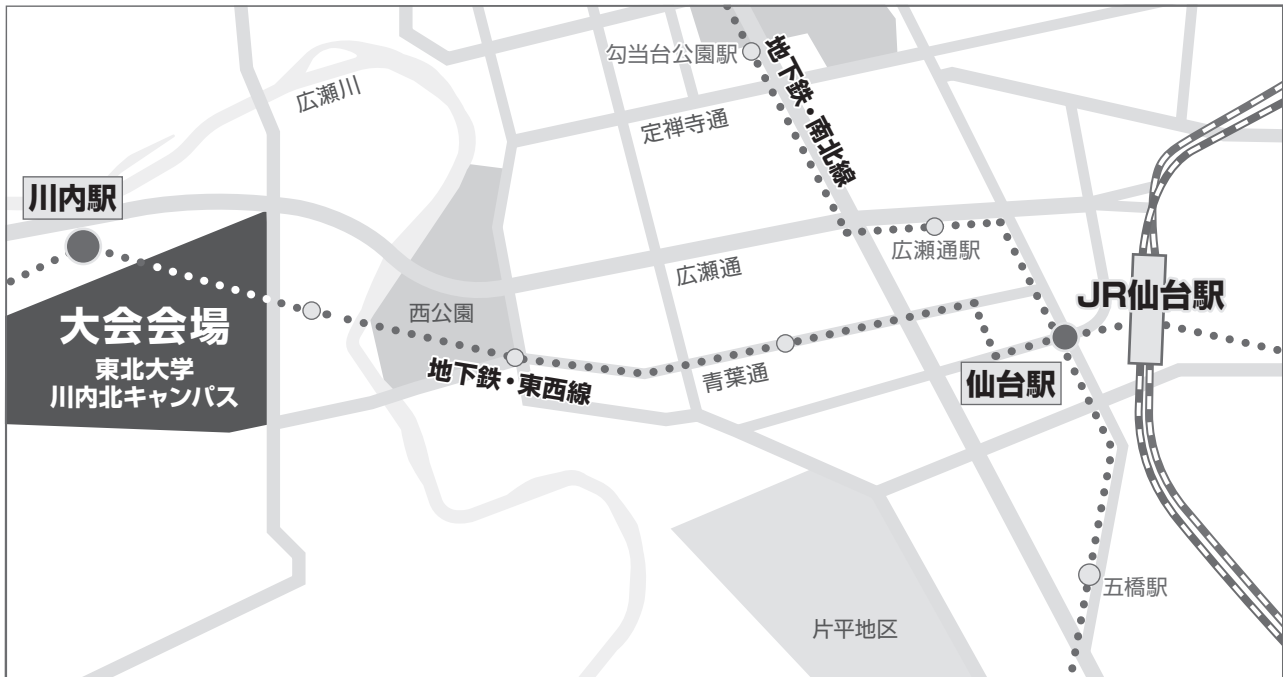 勾当台公園駅
地下鉄・南北線
広瀬川
定禅寺通
川内駅
広瀬通駅
広瀬通
JR仙台駅
西公園
大会会場
東北大学
川内北キャンパス
地下鉄・東西線
青葉通
仙台駅
五橋駅
片平地区